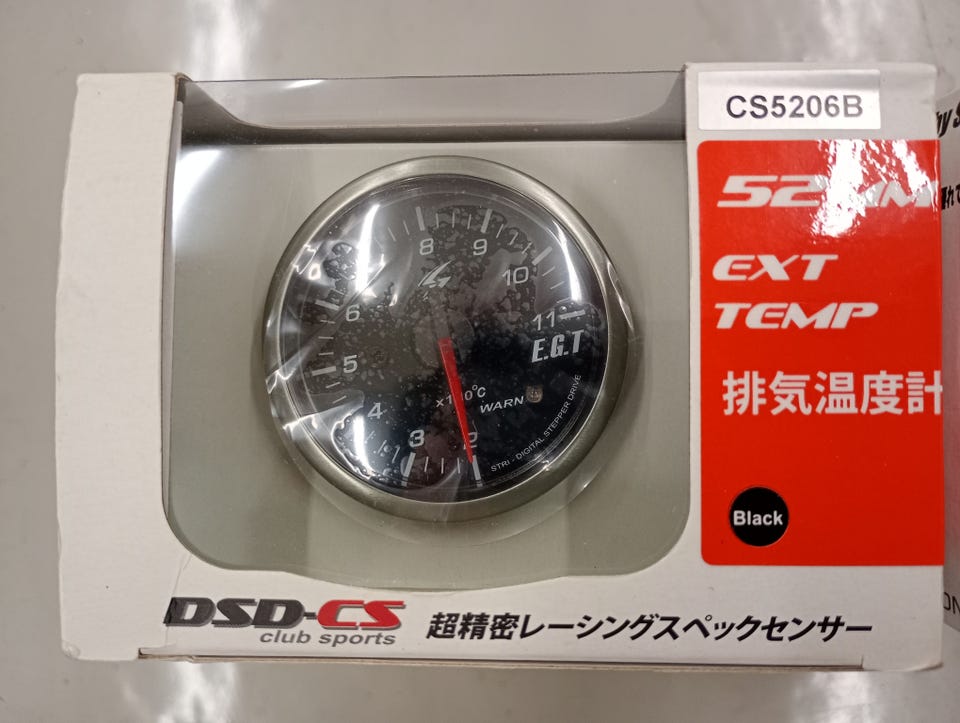 CS5206B
52MM
EXT
TEMP
排気温度計
Black
8
9
10
6
11
E.G.T
5
x100°C
WARN
4
3
2
STRI - DIGITAL STEPPER DRIVE
DSD-CS
club sports
超精密レーシングスペックセンサー
by